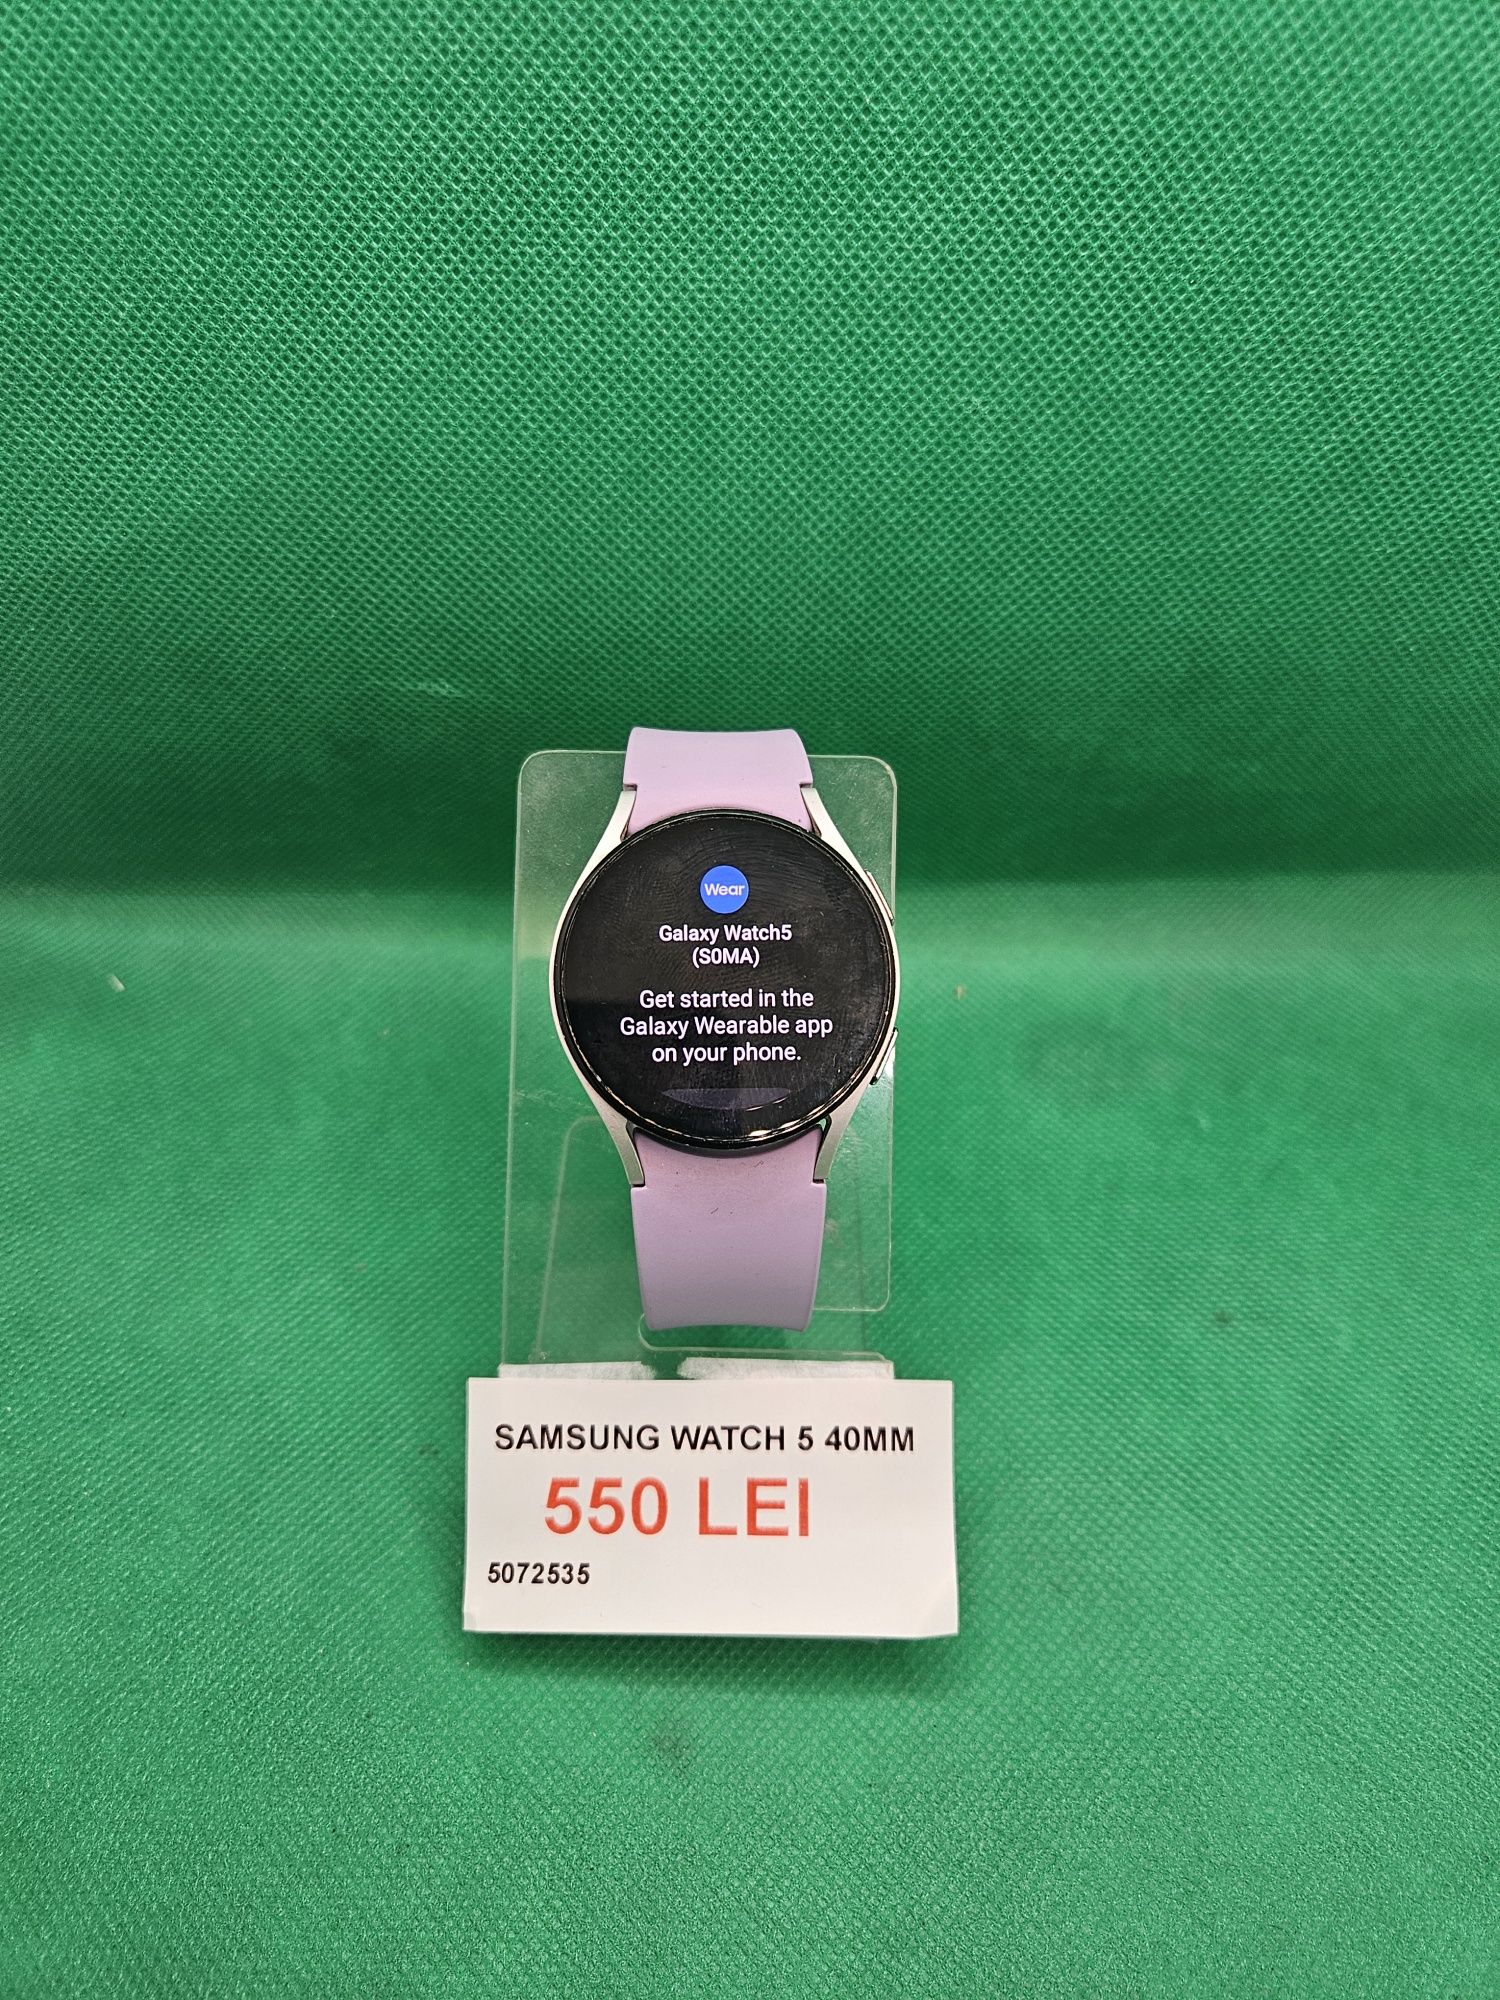 Wear
Galaxy Watch5
(S0MA)
Get started in the
Galaxy Wearable app
on your phone.
SAMSUNG WATCH 5 40MM
550 LEI
5072535